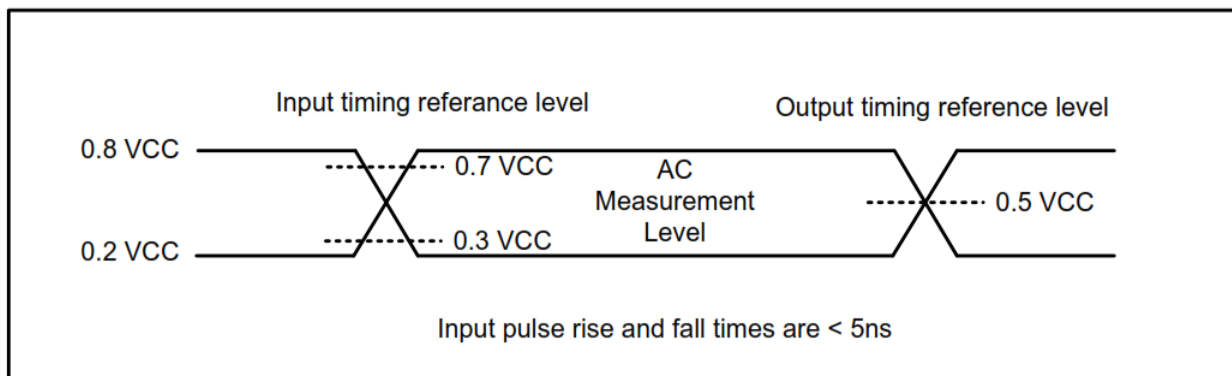 Input timing referance level
Output timing reference level
0.8 VCC
0.7 VCC
AC
Measurement
Level
0.5 VCC
0.3 VCC
0.2 VCC
Input pulse rise and fall times are < 5ns